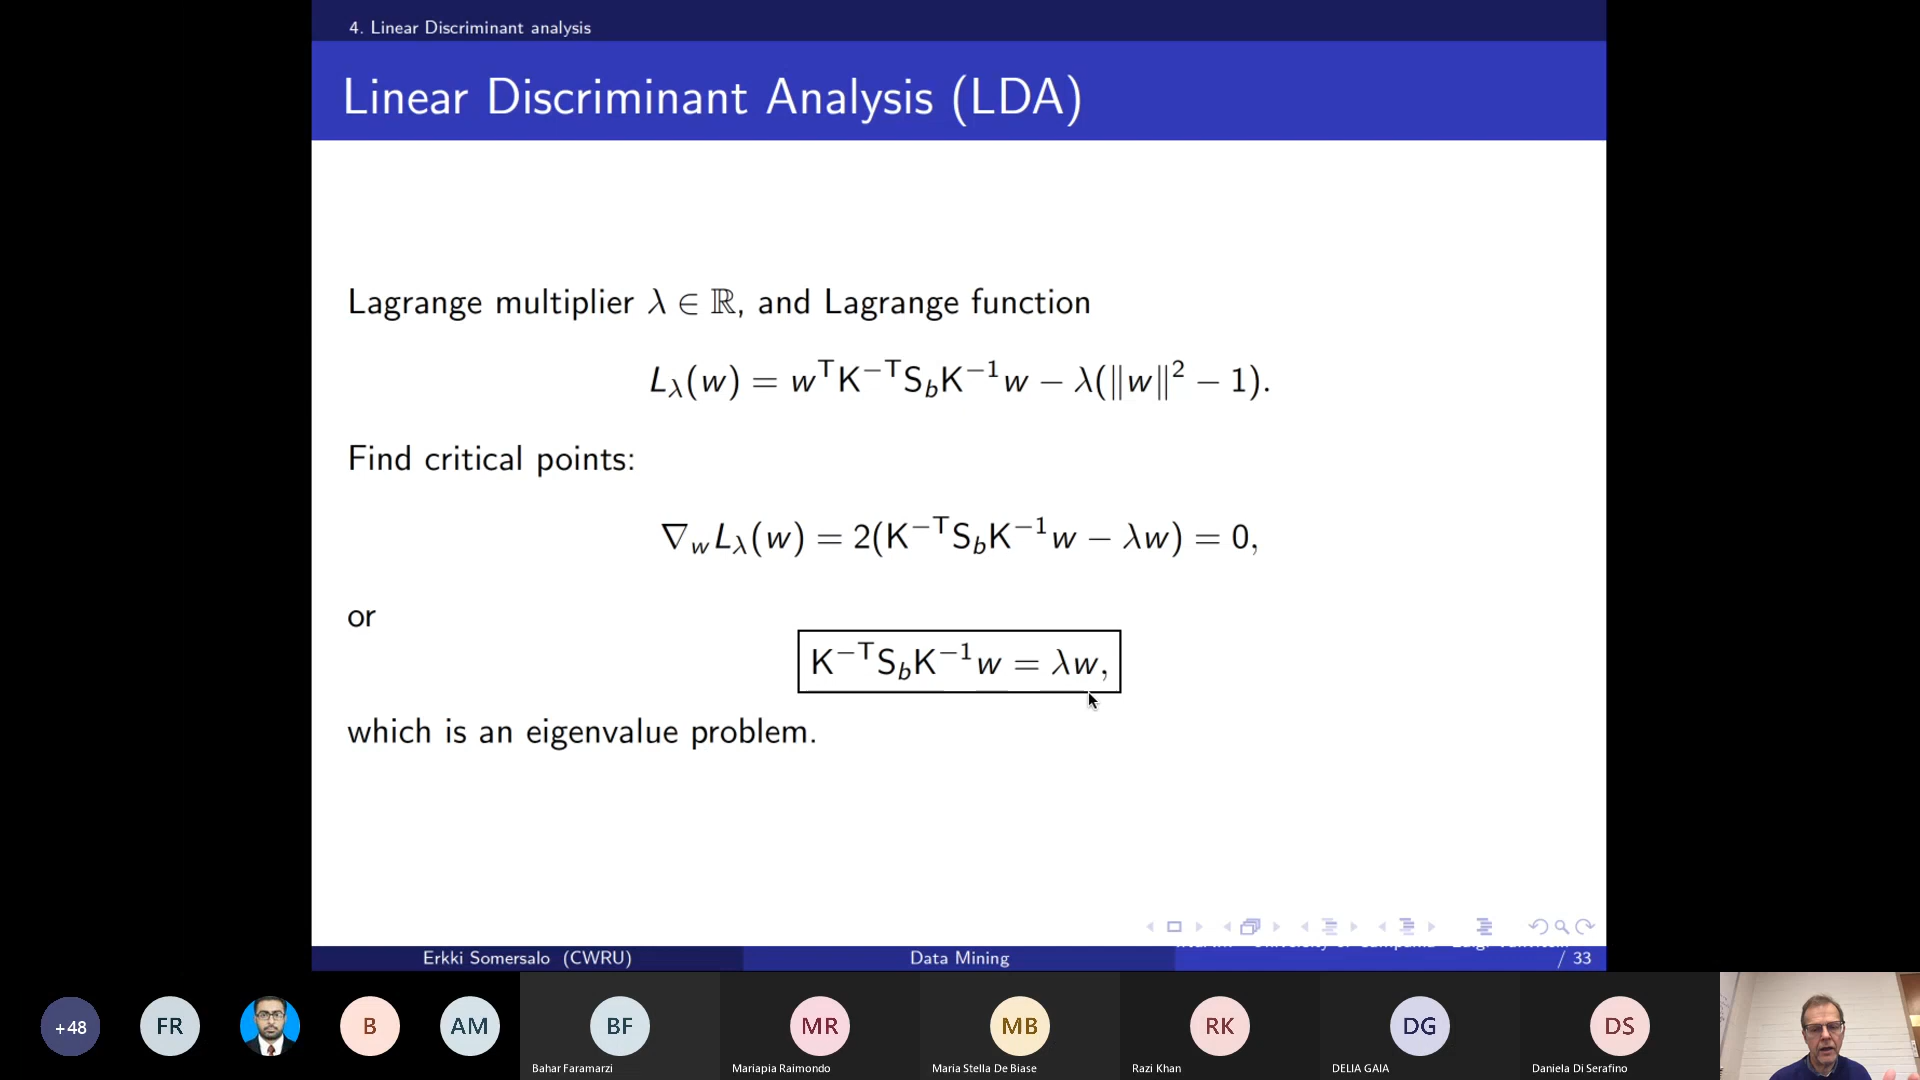 4. Linear Discriminant analysis
Linear Discriminant Analysis (LDA)
Lagrange multiplier λ ∈ ℝ, and Lagrange function
L_λ(w) = w^T K^{−T} S_b K^{−1} w − λ(‖w‖² − 1).
Find critical points:
∇_w L_λ(w) = 2(K^{−T} S_b K^{−1} w − λw) = 0,
or
K^{−T} S_b K^{−1} w = λw,
which is an eigenvalue problem.
Erkki Somersalo (CWRU)
Data Mining
/ 33
+48
FR
B
AM
BF
MR
MB
RK
DG
DS
Bahar Faramarzi
Mariapia Raimondo
Maria Stella De Biase
Razi Khan
DELIA GAIA
Daniela Di Serafino